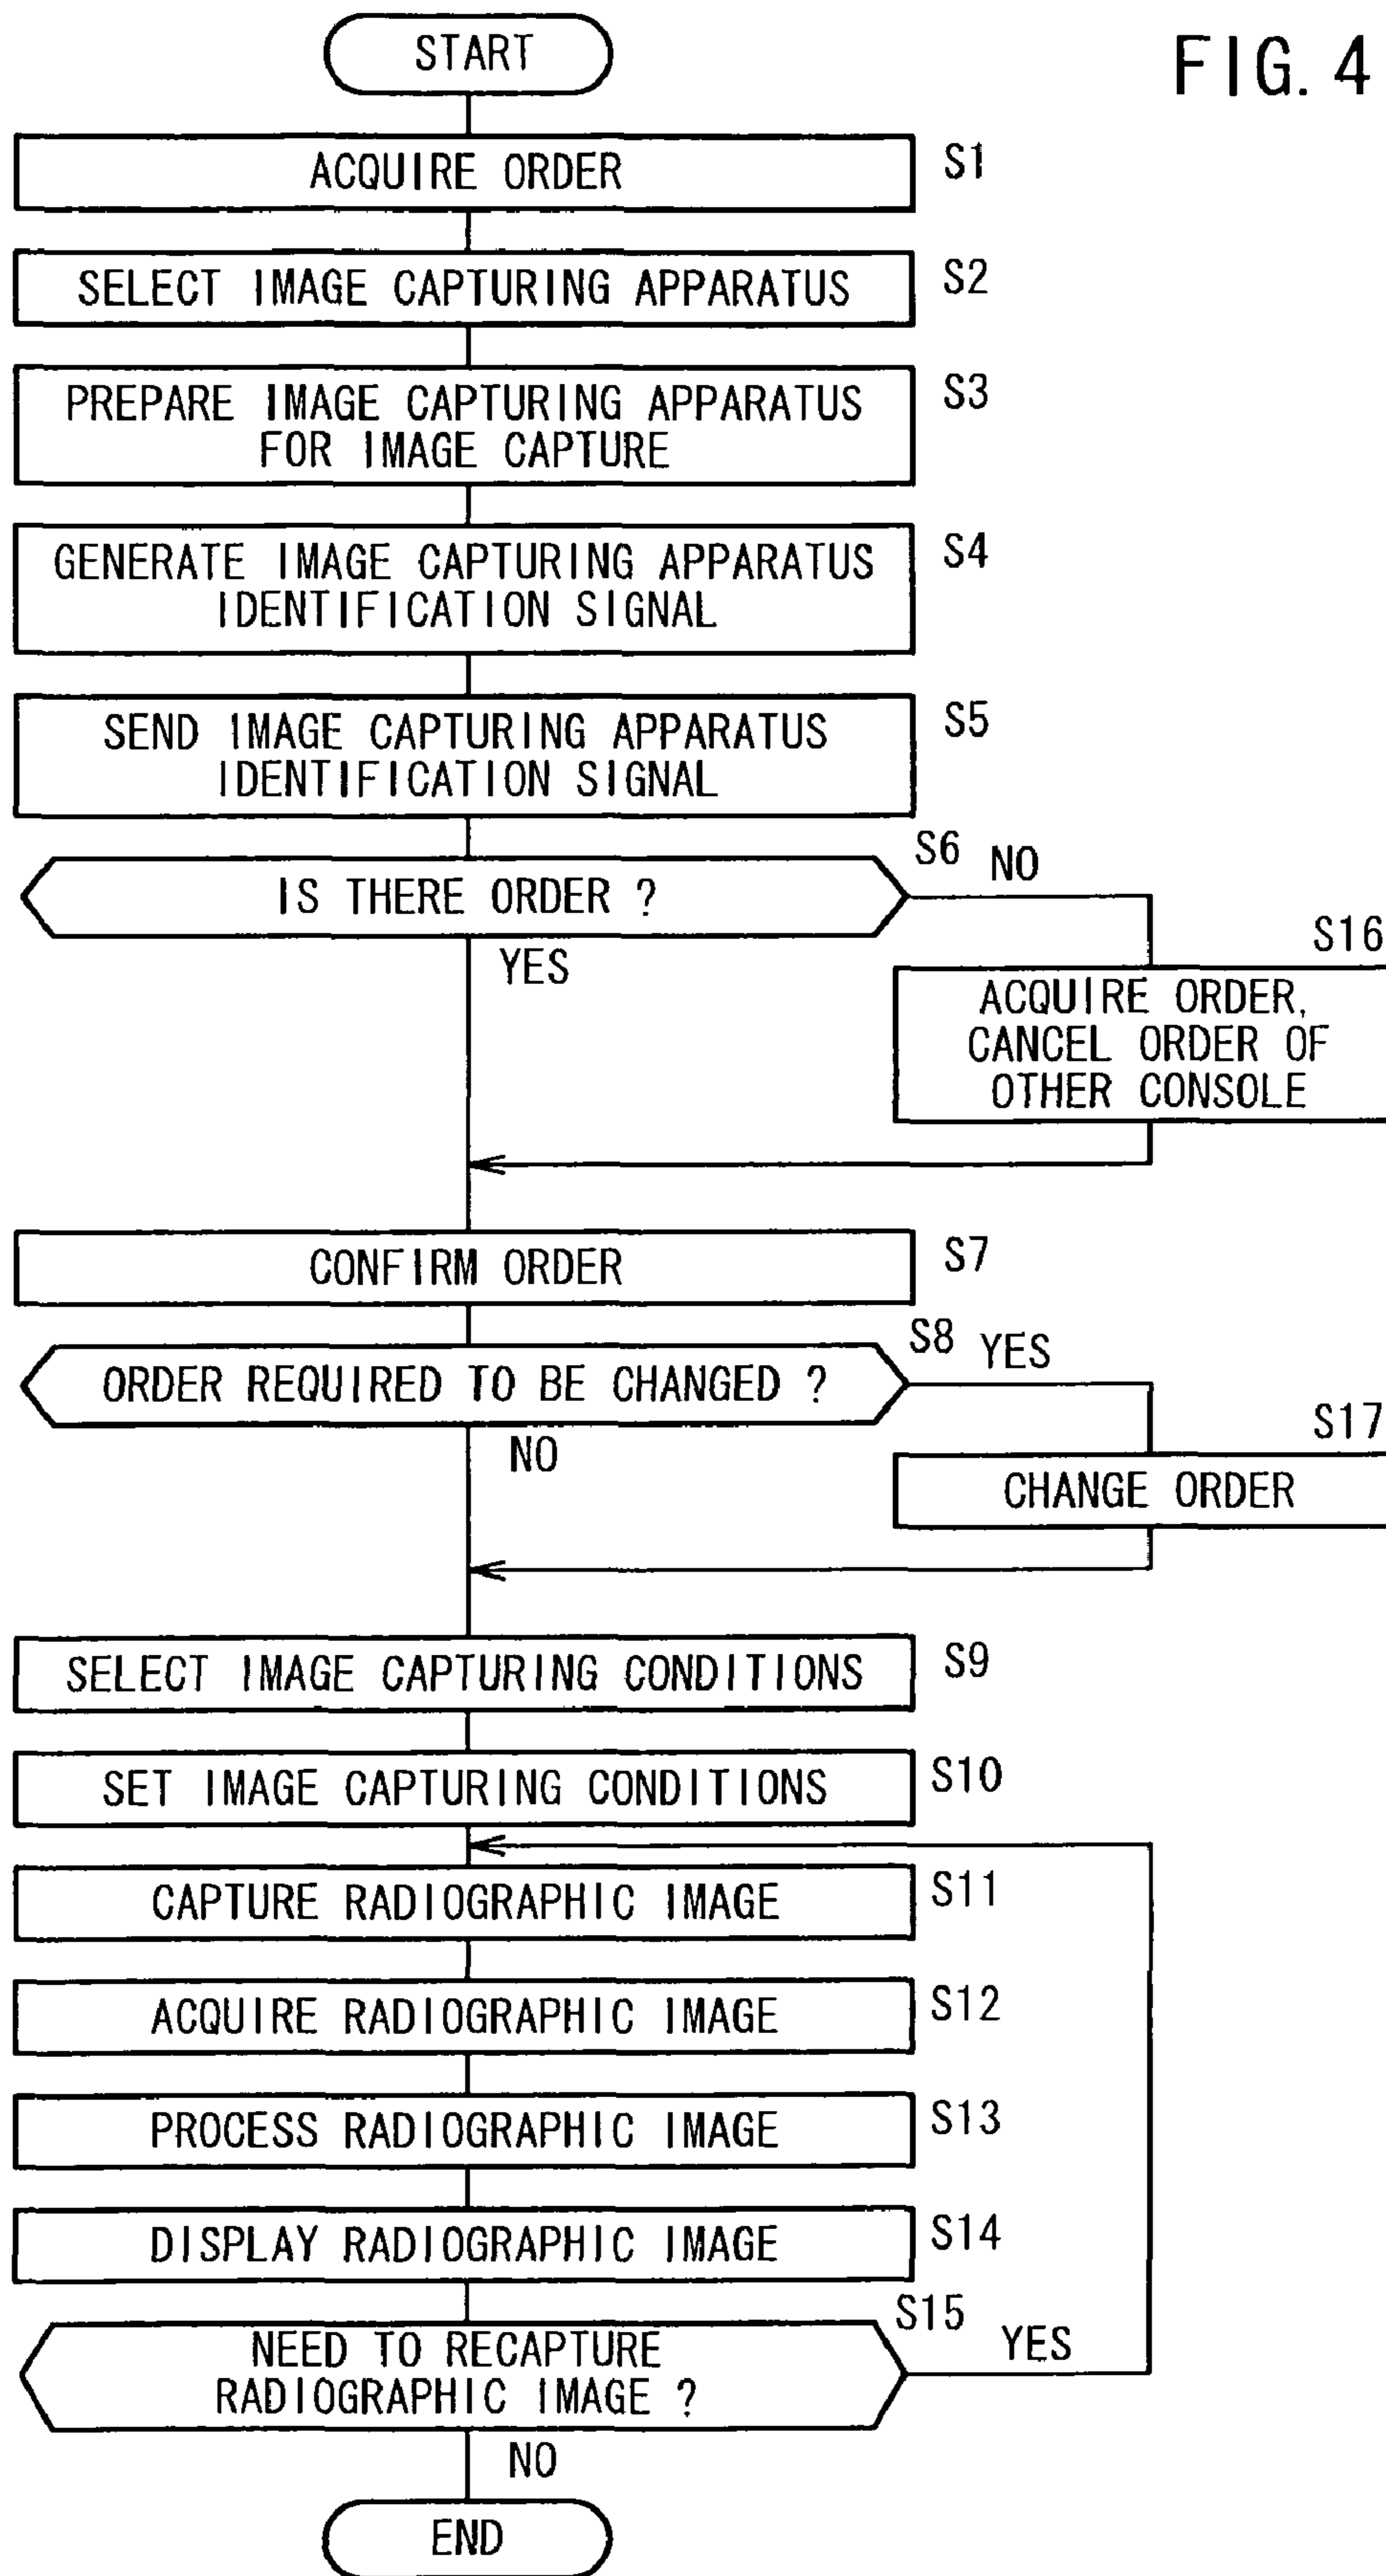 START
FIG. 4
ACQUIRE ORDER
S1
SELECT IMAGE CAPTURING APPARATUS
S2
PREPARE IMAGE CAPTURING APPARATUS
FOR IMAGE CAPTURE
S3
GENERATE IMAGE CAPTURING APPARATUS
IDENTIFICATION SIGNAL
S4
SEND IMAGE CAPTURING APPARATUS
IDENTIFICATION SIGNAL
S5
IS THERE ORDER ?
S6
NO
YES
S16
ACQUIRE ORDER,
CANCEL ORDER OF
OTHER CONSOLE
CONFIRM ORDER
S7
ORDER REQUIRED TO BE CHANGED ?
S8
YES
NO
S17
CHANGE ORDER
SELECT IMAGE CAPTURING CONDITIONS
S9
SET IMAGE CAPTURING CONDITIONS
S10
CAPTURE RADIOGRAPHIC IMAGE
S11
ACQUIRE RADIOGRAPHIC IMAGE
S12
PROCESS RADIOGRAPHIC IMAGE
S13
DISPLAY RADIOGRAPHIC IMAGE
S14
NEED TO RECAPTURE
RADIOGRAPHIC IMAGE ?
S15
YES
NO
END